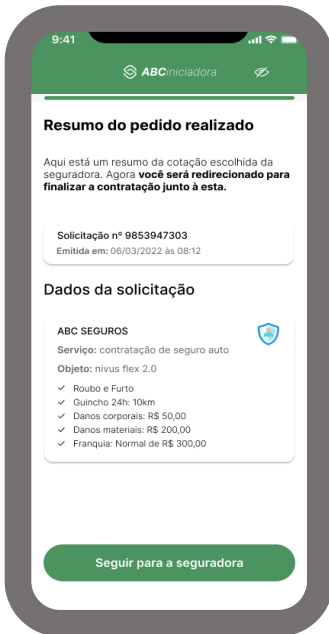 9:41
ABCiniciadora
Resumo do pedido realizado
Aqui está um resumo da cotação escolhida da
seguradora. Agora você será redirecionado para
finalizar a contratação junto à esta.
Solicitação nº 9853947303
Emitida em: 06/03/2022 às 08:12
Dados da solicitação
ABC SEGUROS
Serviço: contratação de seguro auto
Objeto: nivus flex 2.0
✓ Roubo e Furto
✓ Guincho 24h: 10km
✓ Danos corporais: R$ 50,00
✓ Danos materiais: R$ 200,00
✓ Franquia: Normal de R$ 300,00
Seguir para a seguradora